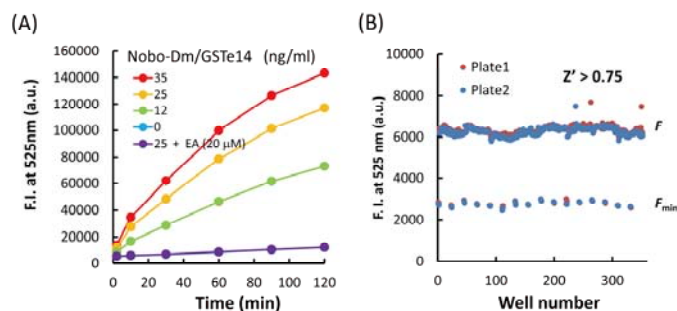 (A)
Nobo-Dm/GSTe14 (ng/ml)
35
25
12
0
25 + EA (20 μM)
F.I. at 525nm (a.u.)
160000
140000
120000
100000
80000
60000
40000
20000
0
0 20 40 60 80 100 120
Time (min)
(B)
Plate1
Plate2
Z' > 0.75
F
Fmin
F. I. at 525 nm (a.u.)
10000
8000
6000
4000
2000
0
0 100 200 300
Well number